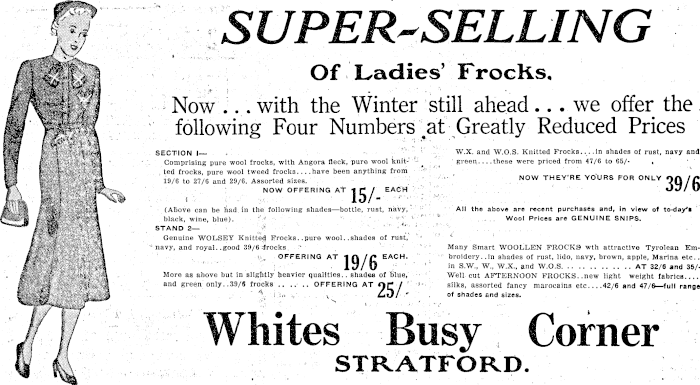 SUPER-SELLING
Of Ladies' Frocks.
Now ... with the Winter still ahead ... we offer the
following Four Numbers at Greatly Reduced Prices
SECTION 1—
Comprising pure wool frocks, with Angora fleck, pure wool knit-
ted frocks, pure wool tweed frocks....have been anything from
19/6 to 27/6 and 29/6. Assorted sizes.
NOW OFFERING AT 15/- EACH
(Above can be had in the following shades—bottle, rust, navy,
black, wine, blue).
STAND 2—
Genuine WOLSEY Knitted Frocks..pure wool..shades of rust,
navy, and royal..good 39/6 frocks
OFFERING AT 19/6 EACH.
More as above but in slightly heavier qualities..shades of blue,
and green only..39/6 frocks ..... OFFERING AT 25/-
W.X. and W.O.S. Knitted Frocks....in shades of rust, navy and
green....these were priced from 47/6 to 65/-
NOW THEY'RE YOURS FOR ONLY 39/6
All the above are recent purchases and, in view of to-day's
Wool Prices are GENUINE SNIPS.
Many Smart WOOLLEN FROCKS wth attractive Tyrolean Em-
broidery..in shades of rust, lido, navy, brown, apple, Marina etc..
in S.W., W., W.X., and W.O.S. .............. AT 32/6 and 35/-
Well cut AFTERNOON FROCKS..new light weight fabrics....
silks, assorted fancy marocains etc....42/6 and 47/6—full range
of shades and sizes.
Whites Busy Corner
STRATFORD.